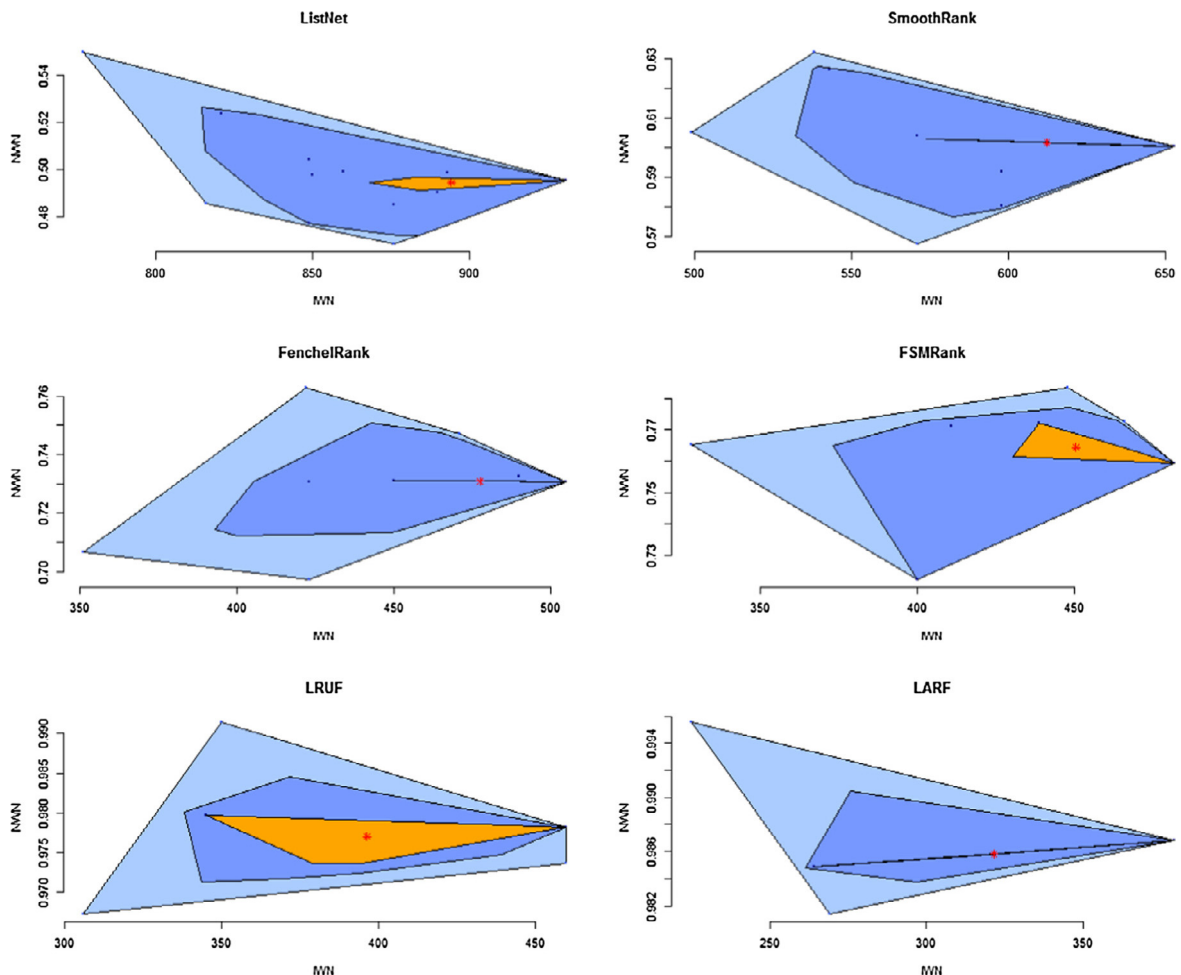 ListNet
NWN
0.48 0.50 0.52 0.54
800 850 900
IWN
SmoothRank
NWN
0.57 0.59 0.61 0.63
500 550 600 650
IWN
FenchelRank
NWN
0.70 0.72 0.74 0.76
350 400 450 500
IWN
FSMRank
NWN
0.73 0.75 0.77
350 400 450
IWN
LRUF
NWN
0.970 0.975 0.980 0.985 0.990
300 350 400 450
IWN
LARF
NWN
0.982 0.986 0.990 0.994
250 300 350
IWN